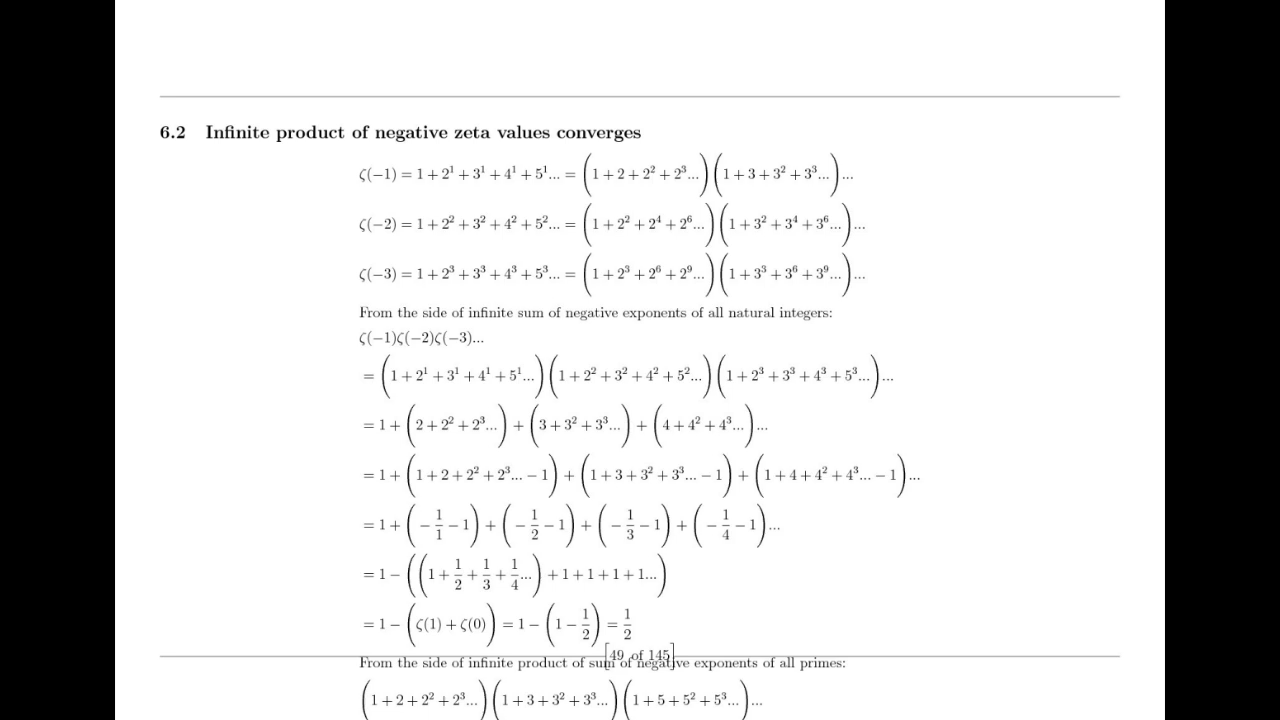 6.2 Infinite product of negative zeta values converges
ζ(−1) = 1 + 2¹ + 3¹ + 4¹ + 5¹... = (1 + 2 + 2² + 2³...)(1 + 3 + 3² + 3³...)...
ζ(−2) = 1 + 2² + 3² + 4² + 5²... = (1 + 2² + 2⁴ + 2⁶...)(1 + 3² + 3⁴ + 3⁶...)...
ζ(−3) = 1 + 2³ + 3³ + 4³ + 5³... = (1 + 2³ + 2⁶ + 2⁹...)(1 + 3³ + 3⁶ + 3⁹...)...
From the side of infinite sum of negative exponents of all natural integers:
ζ(−1)ζ(−2)ζ(−3)...
= (1 + 2¹ + 3¹ + 4¹ + 5¹...)(1 + 2² + 3² + 4² + 5²...)(1 + 2³ + 3³ + 4³ + 5³...)...
= 1 + (2 + 2² + 2³...) + (3 + 3² + 3³...) + (4 + 4² + 4³...)...
= 1 + (1 + 2 + 2² + 2³... − 1) + (1 + 3 + 3² + 3³... − 1) + (1 + 4 + 4² + 4³... − 1)...
= 1 + (−1/1 − 1) + (−1/2 − 1) + (−1/3 − 1) + (−1/4 − 1)...
= 1 − ((1 + 1/2 + 1/3 + 1/4...) + 1 + 1 + 1 + 1...)
= 1 − (ζ(1) + ζ(0)) = 1 − (1 − 1/2) = 1/2
[49 of 145]
From the side of infinite product of sum of negative exponents of all primes:
(1 + 2 + 2² + 2³...)(1 + 3 + 3² + 3³...)(1 + 5 + 5² + 5³...)...